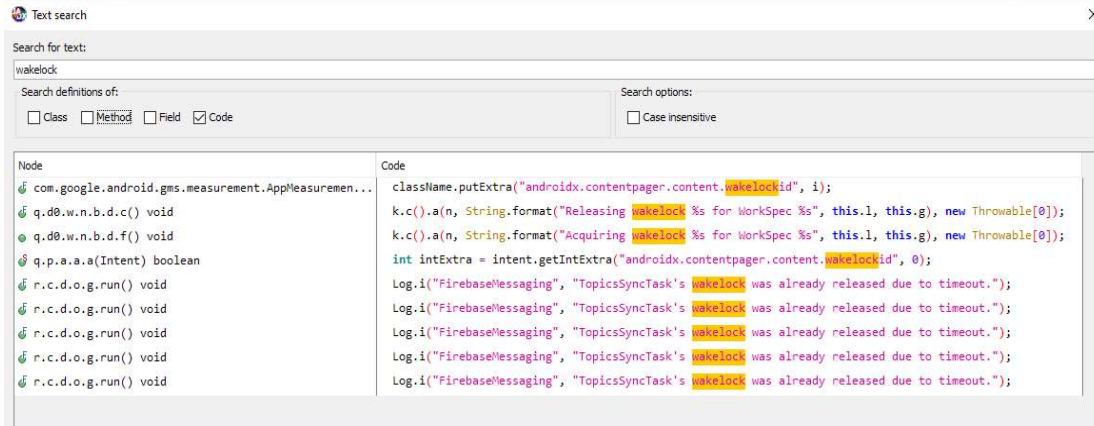 Text search
Search for text:
wakelock
Search definitions of:
Search options:
Class Method Field Code
Case insensitive
Node Code
com.google.android.gms.measurement.AppMeasuremen... className.putExtra("androidx.contentpager.content.wakelockid", i);
q.d0.w.n.b.d.c() void k.c().a(n, String.format("Releasing wakelock %s for WorkSpec %s", this.l, this.g), new Throwable[0]);
q.d0.w.n.b.d.f() void k.c().a(n, String.format("Acquiring wakelock %s for WorkSpec %s", this.l, this.g), new Throwable[0]);
q.p.a.a.a(Intent) boolean int intExtra = intent.getIntExtra("androidx.contentpager.content.wakelockid", 0);
r.c.d.o.g.run() void Log.i("FirebaseMessaging", "TopicsSyncTask's wakelock was already released due to timeout.");
r.c.d.o.g.run() void Log.i("FirebaseMessaging", "TopicsSyncTask's wakelock was already released due to timeout.");
r.c.d.o.g.run() void Log.i("FirebaseMessaging", "TopicsSyncTask's wakelock was already released due to timeout.");
r.c.d.o.g.run() void Log.i("FirebaseMessaging", "TopicsSyncTask's wakelock was already released due to timeout.");
r.c.d.o.g.run() void Log.i("FirebaseMessaging", "TopicsSyncTask's wakelock was already released due to timeout.");